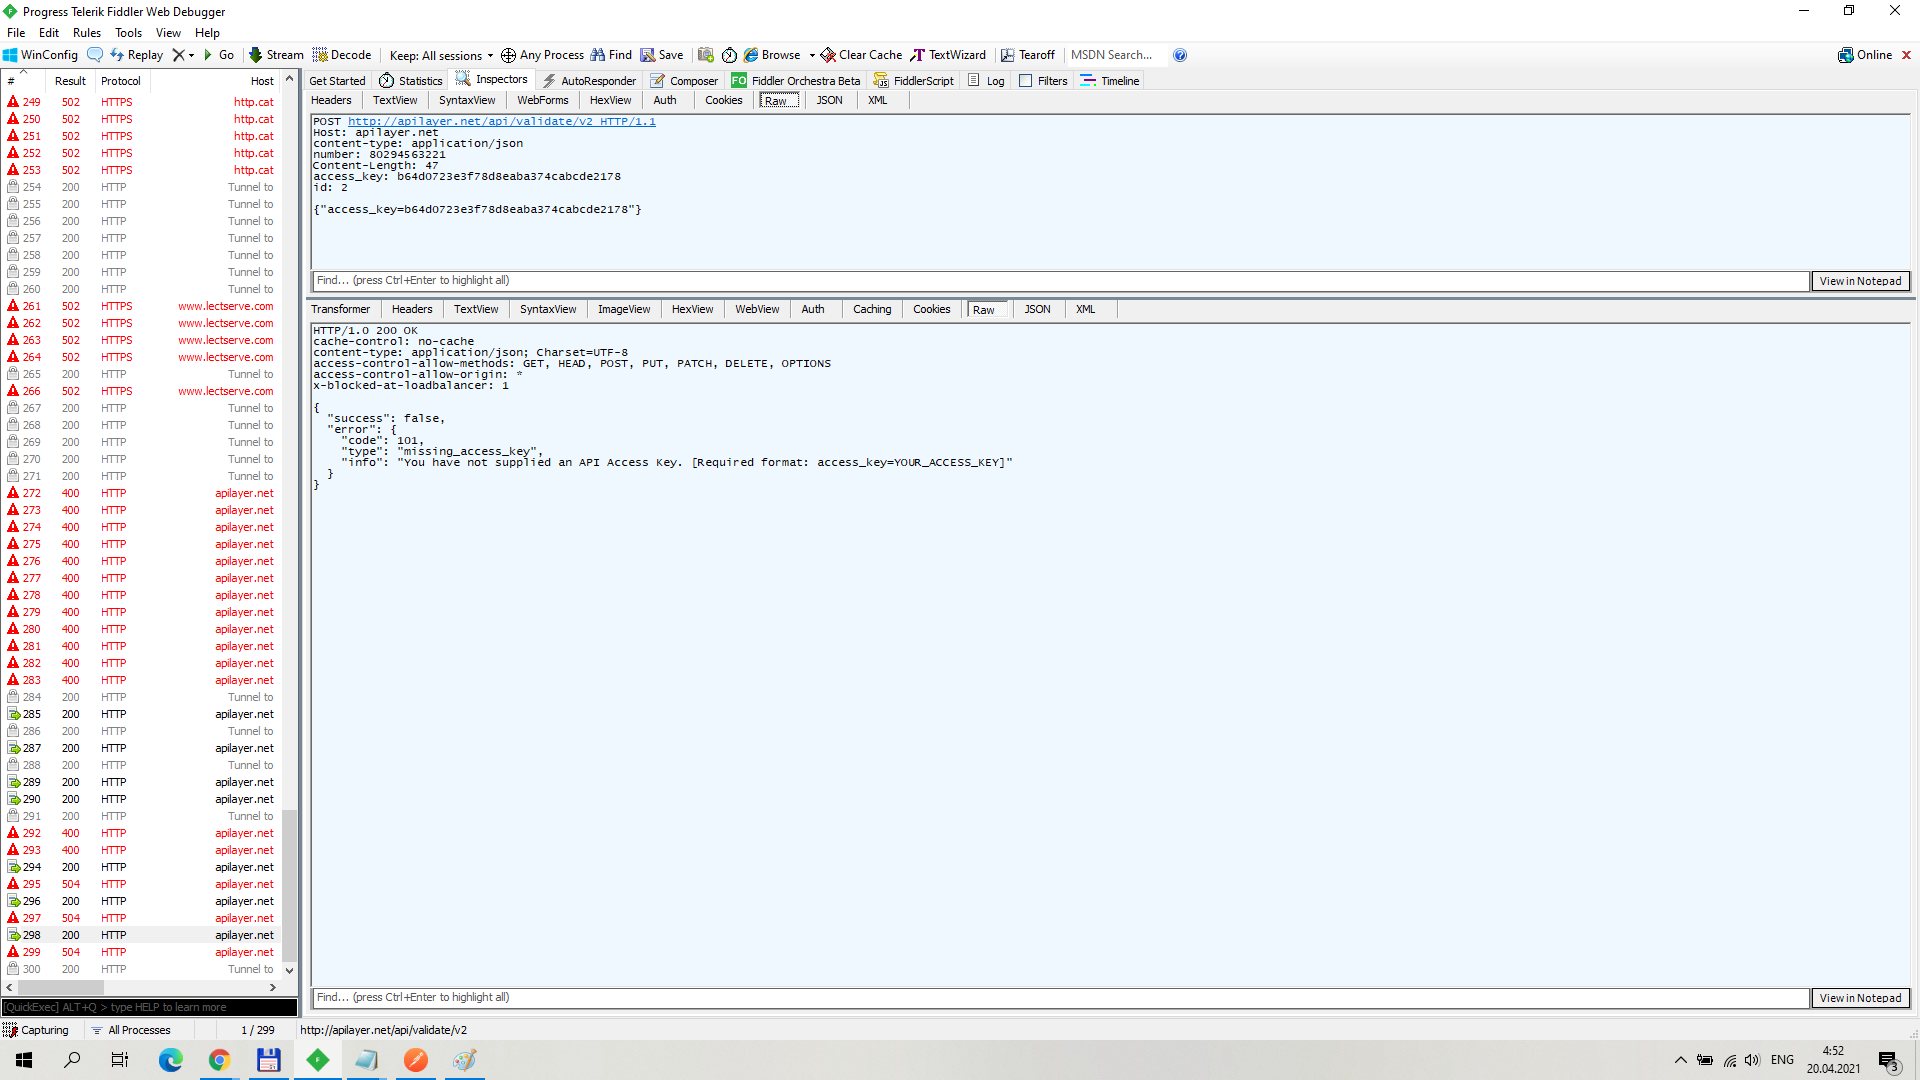 Progress Telerik Fiddler Web Debugger
File Edit Rules Tools View Help
WinConfig Replay Go Stream Decode Keep: All sessions Any Process Find Save Browse Clear Cache TextWizard Tearoff MSDN Search... Online
# Result Protocol Host
249 502 HTTPS http.cat
250 502 HTTPS http.cat
251 502 HTTPS http.cat
252 502 HTTPS http.cat
253 502 HTTPS http.cat
254 200 HTTP Tunnel to
255 200 HTTP Tunnel to
256 200 HTTP Tunnel to
257 200 HTTP Tunnel to
258 200 HTTP Tunnel to
259 200 HTTP Tunnel to
260 200 HTTP Tunnel to
261 502 HTTPS www.lectserve.com
262 502 HTTPS www.lectserve.com
263 502 HTTPS www.lectserve.com
264 502 HTTPS www.lectserve.com
265 200 HTTP Tunnel to
266 502 HTTPS www.lectserve.com
267 200 HTTP Tunnel to
268 200 HTTP Tunnel to
269 200 HTTP Tunnel to
270 200 HTTP Tunnel to
271 200 HTTP Tunnel to
272 400 HTTP apilayer.net
273 400 HTTP apilayer.net
274 400 HTTP apilayer.net
275 400 HTTP apilayer.net
276 400 HTTP apilayer.net
277 400 HTTP apilayer.net
278 400 HTTP apilayer.net
279 400 HTTP apilayer.net
280 400 HTTP apilayer.net
281 400 HTTP apilayer.net
282 400 HTTP apilayer.net
283 400 HTTP apilayer.net
284 200 HTTP Tunnel to
285 200 HTTP apilayer.net
286 200 HTTP Tunnel to
287 200 HTTP apilayer.net
288 200 HTTP Tunnel to
289 200 HTTP apilayer.net
290 200 HTTP apilayer.net
291 200 HTTP Tunnel to
292 400 HTTP apilayer.net
293 400 HTTP apilayer.net
294 200 HTTP apilayer.net
295 504 HTTP apilayer.net
296 200 HTTP apilayer.net
297 504 HTTP apilayer.net
298 200 HTTP apilayer.net
299 504 HTTP apilayer.net
300 200 HTTP Tunnel to
[QuickExec] ALT+Q > type HELP to learn more
Get Started Statistics Inspectors AutoResponder Composer FO Fiddler Orchestra Beta FiddlerScript Log Filters Timeline
Headers TextView SyntaxView WebForms HexView Auth Cookies Raw JSON XML
POST http://apilayer.net/api/validate/v2 HTTP/1.1
Host: apilayer.net
content-type: application/json
number: 80294563221
Content-Length: 47
access_key: b64d0723e3f78d8eaba374cabcde2178
id: 2
{"access_key=b64d0723e3f78d8eaba374cabcde2178"}
Find... (press Ctrl+Enter to highlight all) View in Notepad
Transformer Headers TextView SyntaxView ImageView HexView WebView Auth Caching Cookies Raw JSON XML
HTTP/1.0 200 OK
cache-control: no-cache
content-type: application/json; Charset=UTF-8
access-control-allow-methods: GET, HEAD, POST, PUT, PATCH, DELETE, OPTIONS
access-control-allow-origin: *
x-blocked-at-loadbalancer: 1
{
"success": false,
"error": {
"code": 101,
"type": "missing_access_key",
"info": "You have not supplied an API Access Key. [Required format: access_key=YOUR_ACCESS_KEY]"
}
}
Find... (press Ctrl+Enter to highlight all) View in Notepad
Capturing All Processes 1 / 299 http://apilayer.net/api/validate/v2
ENG 4:52
20.04.2021
3